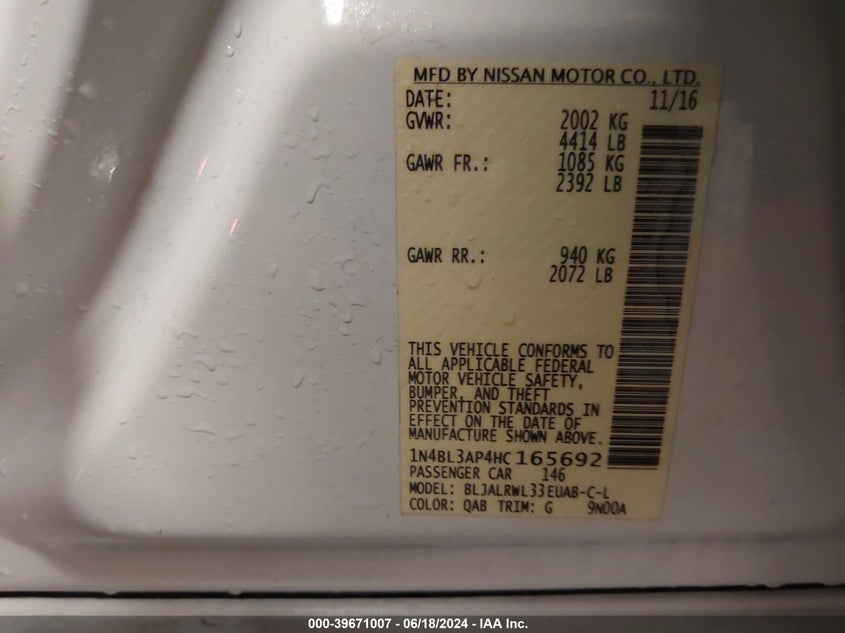 MFD BY NISSAN MOTOR CO., LTD.
DATE: 11/16
GVWR: 2002 KG
4414 LB
GAWR FR.: 1085 KG
2392 LB
GAWR RR.: 940 KG
2072 LB
THIS VEHICLE CONFORMS TO
ALL APPLICABLE FEDERAL
MOTOR VEHICLE SAFETY,
BUMPER, AND THEFT
PREVENTION STANDARDS IN
EFFECT ON THE DATE OF
MANUFACTURE SHOWN ABOVE.
1N4BL3AP4HC165692
PASSENGER CAR 146
MODEL: BLJALRWL33EUAB-C-L
COLOR: QAB TRIM: G 9N00A
000-39671007 - 06/18/2024 - IAA Inc.